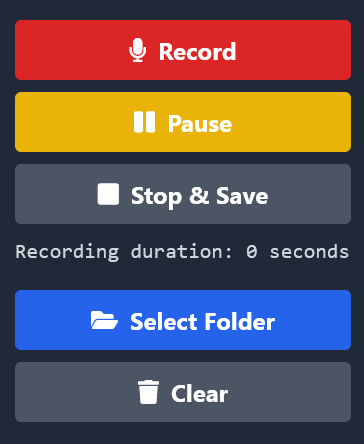 Record
Pause
Stop & Save
Recording duration: 0 seconds
Select Folder
Clear